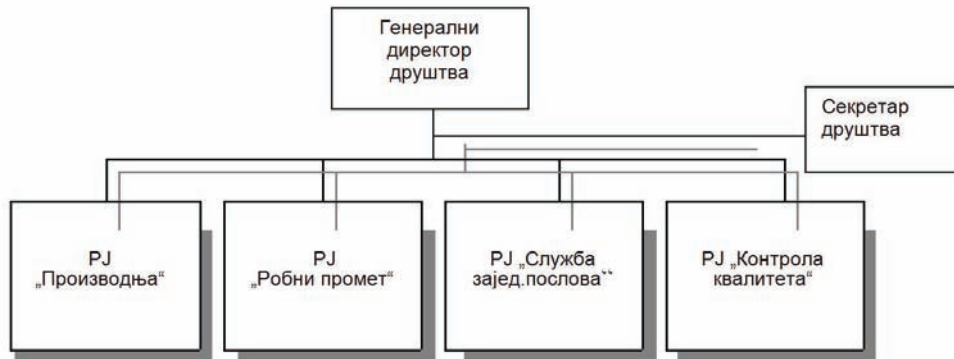 Генерални
директор
друштва
Секретар
друштва
РЈ
„Производња“
РЈ
„Робни промет“
РЈ „Служба
зајед.послова``
РЈ „Контрола
квалитета“